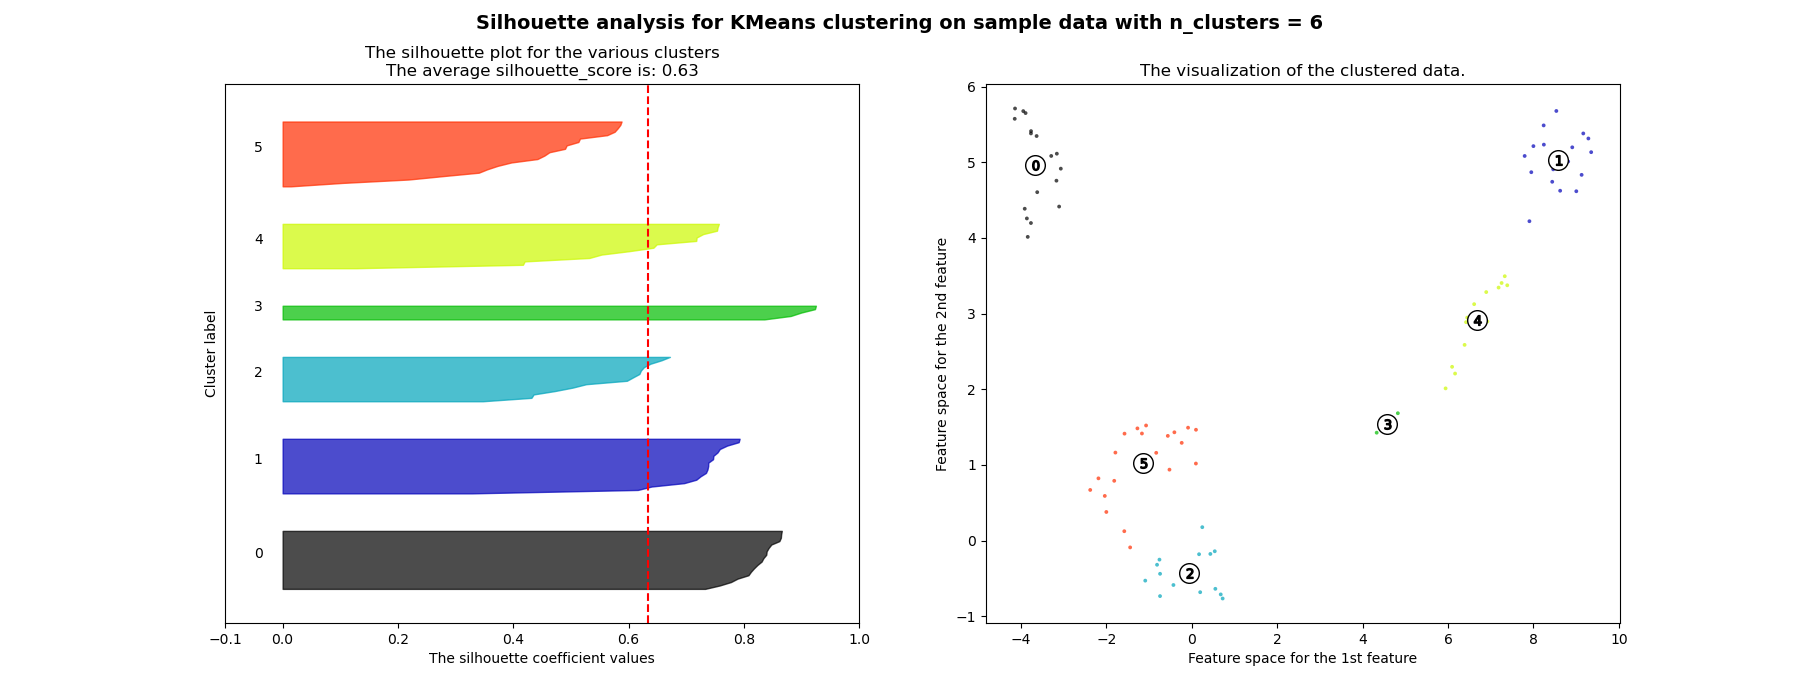 Silhouette analysis for KMeans clustering on sample data with n_clusters = 6
The silhouette plot for the various clusters
The average silhouette_score is: 0.63
5
4
3
2
1
0
Cluster label
−0.1 0.0 0.2 0.4 0.6 0.8 1.0
The silhouette coefficient values
The visualization of the clustered data.
6
5
4
3
2
1
0
−1
Feature space for the 2nd feature
0
1
4
3
5
2
−4 −2 0 2 4 6 8 10
Feature space for the 1st feature